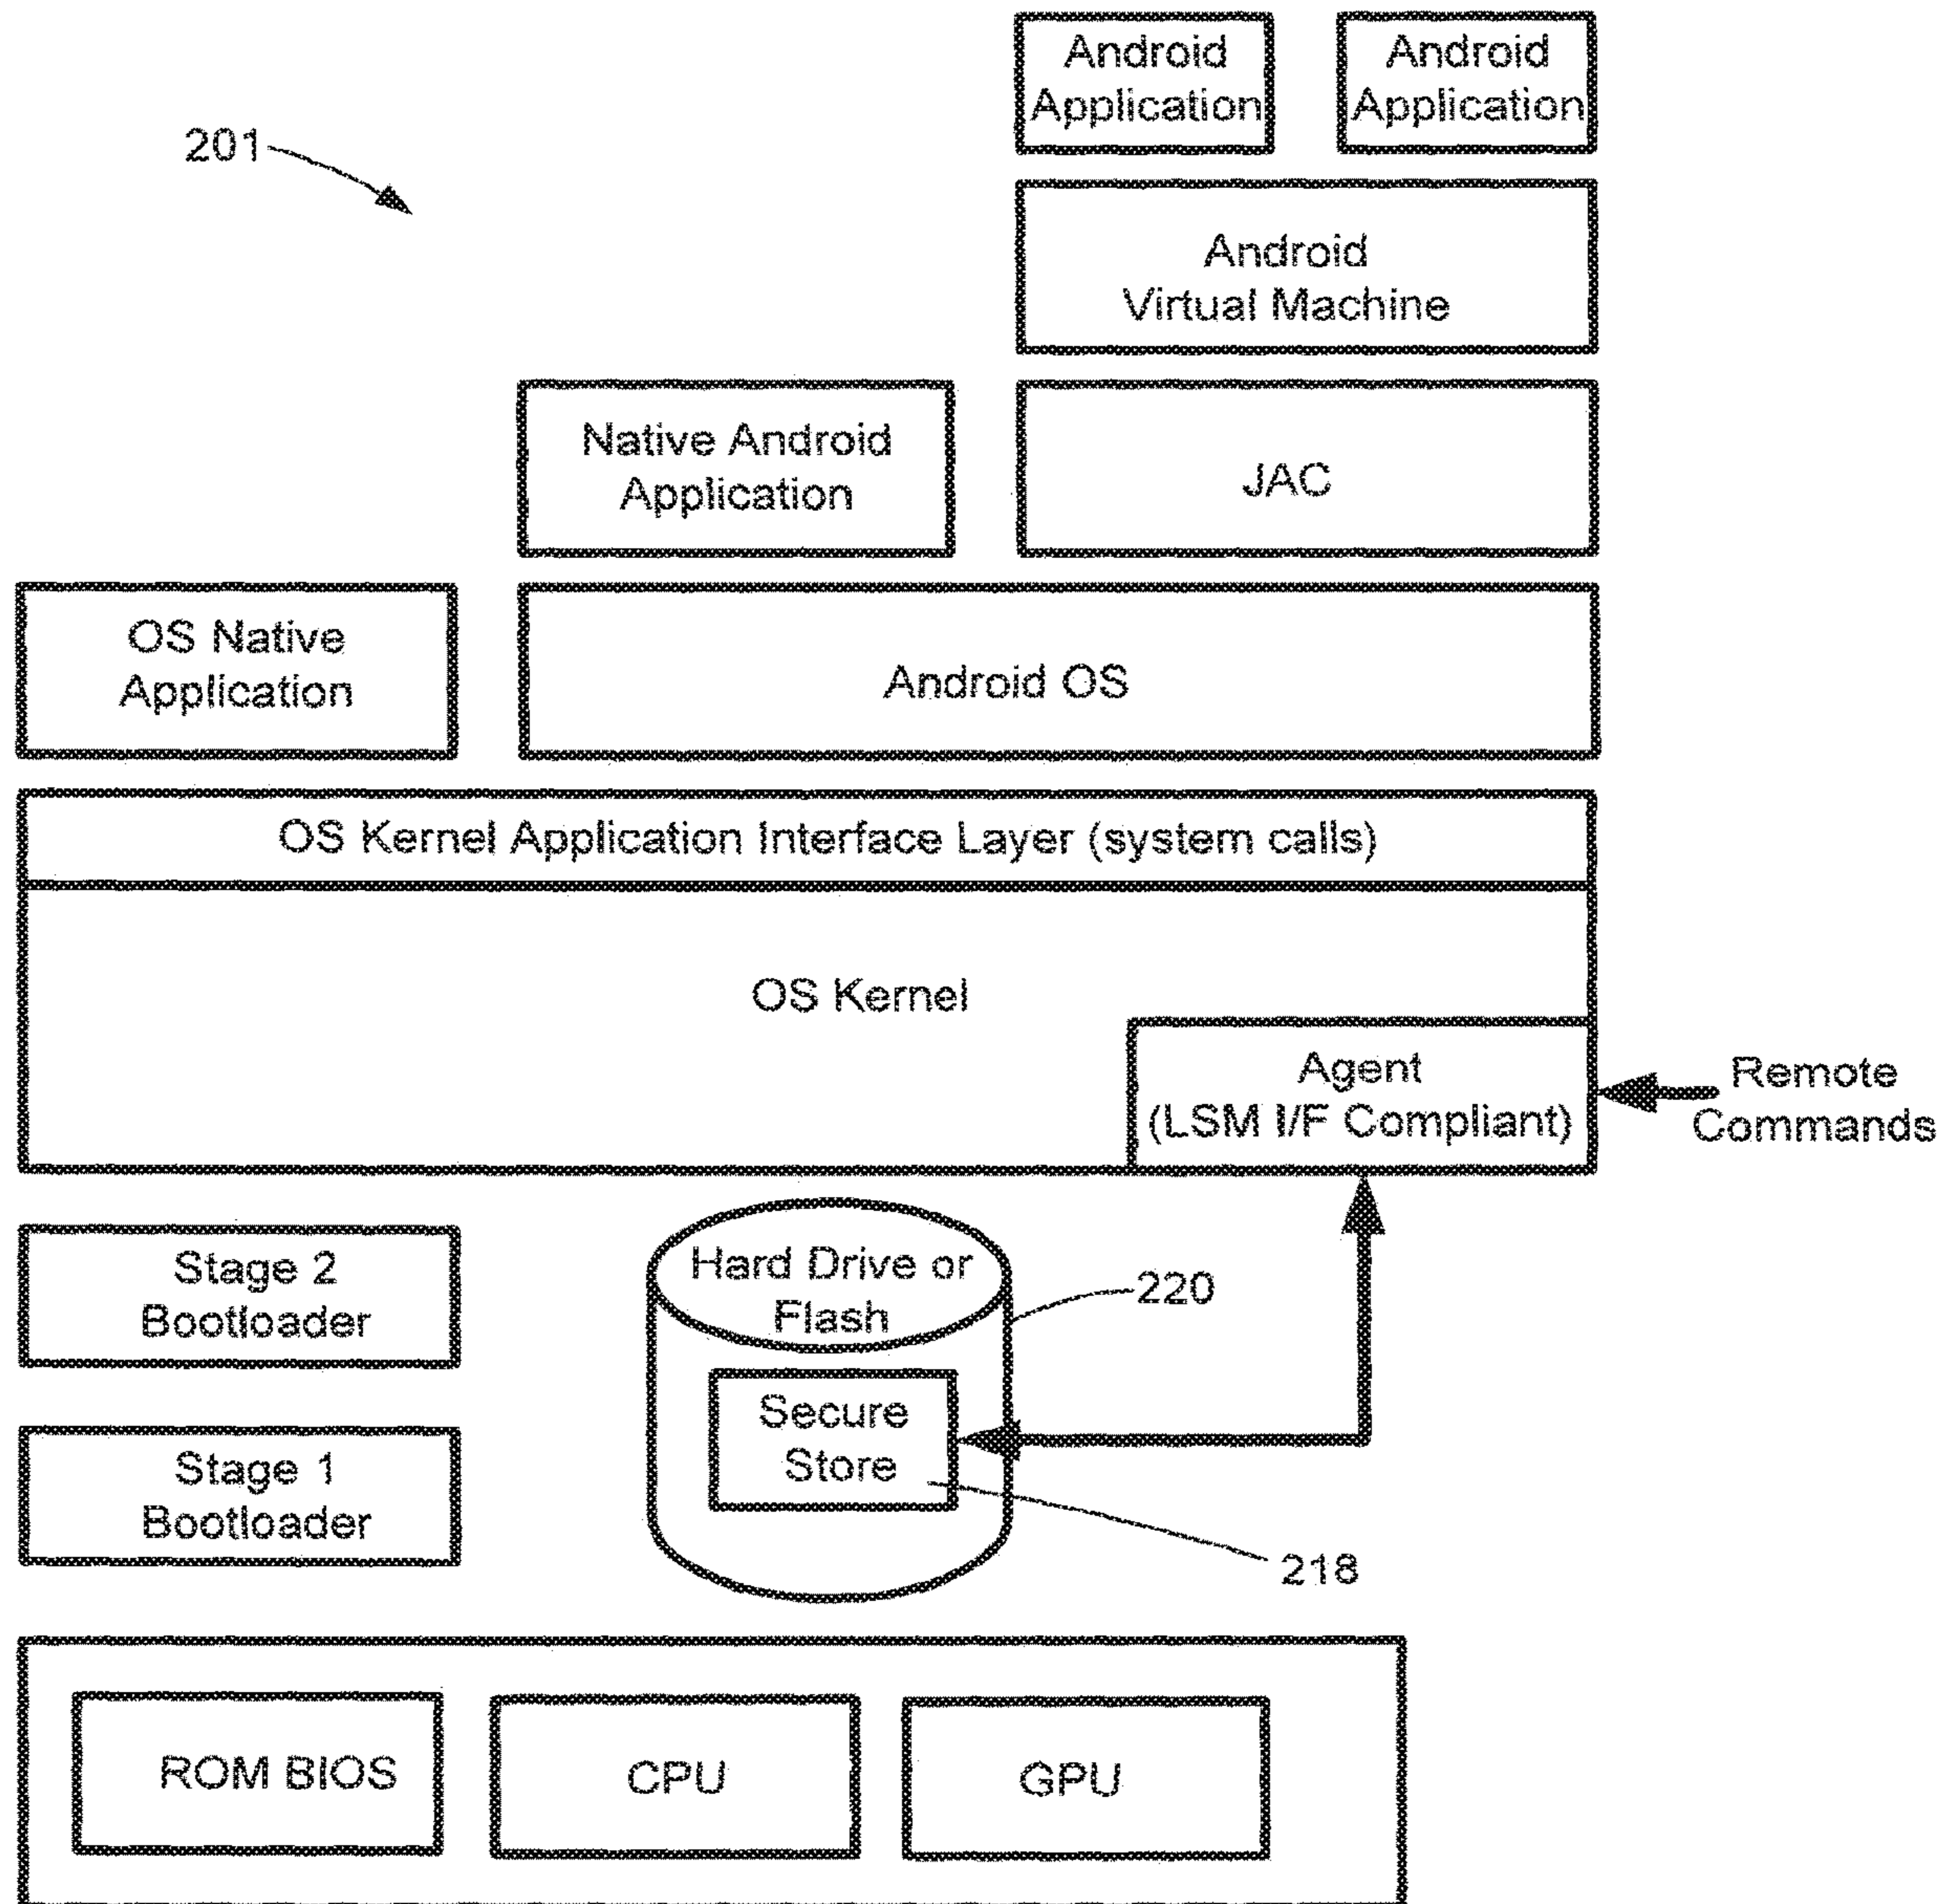 Android
Application
Android
Application
201
Android
Virtual Machine
Native Android
Application
JAC
OS Native
Application
Android OS
OS Kernel Application Interface Layer (system calls)
OS Kernel
Agent
(LSM I/F Compliant)
Remote
Commands
Stage 2
Bootloader
Hard Drive or
Flash
220
Secure
Store
Stage 1
Bootloader
218
ROM BIOS
CPU
GPU